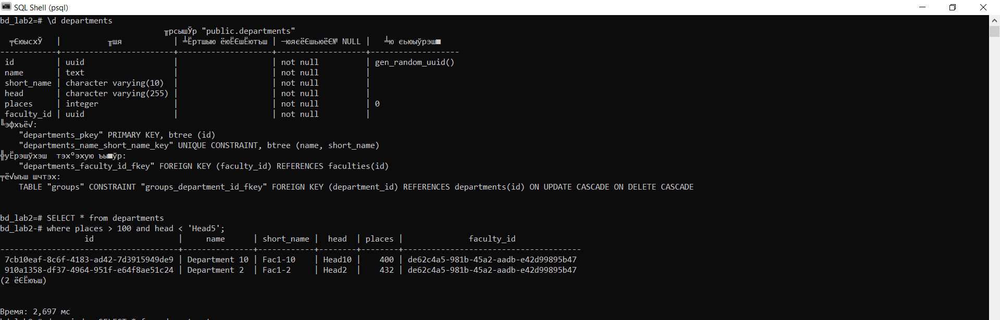 SQL Shell (psql)
bd_lab2=# \d departments
╥рсышЎр "public.departments"
╤ЄюысхЎ | ╥шя | ╧Ёртшыю ёюЁЄшЁютъш | ─юяєёЄшьюёЄ№ NULL | ╧ю єьюыўрэш■
------------+------------------------+--------------------+-------------------+-------------------
id | uuid | | not null | gen_random_uuid()
name | text | | not null |
short_name | character varying(10) | | not null |
head | character varying(255) | | not null |
places | integer | | not null | 0
faculty_id | uuid | | not null |
╚эфхъё√:
"departments_pkey" PRIMARY KEY, btree (id)
"departments_name_short_name_key" UNIQUE CONSTRAINT, btree (name, short_name)
╬уЁрэшўхэш  тэх°эхую ъы■ўр:
"departments_faculty_id_fkey" FOREIGN KEY (faculty_id) REFERENCES faculties(id)
╤ё√ыъш шчтэх:
TABLE "groups" CONSTRAINT "groups_department_id_fkey" FOREIGN KEY (department_id) REFERENCES departments(id) ON UPDATE CASCADE ON DELETE CASCADE
bd_lab2=# SELECT * from departments
bd_lab2-# where places > 100 and head < 'Head5';
id | name | short_name | head | places | faculty_id
--------------------------------------+---------------+------------+--------+--------+--------------------------------------
7cb10eaf-8c6f-4183-ad42-7d3915949de9 | Department 10 | Fac1-10 | Head10 | 400 | de62c4a5-981b-45a2-aadb-e42d99895b47
910a1358-df37-4964-951f-e64f8ae51c24 | Department 2 | Fac1-2 | Head2 | 432 | de62c4a5-981b-45a2-aadb-e42d99895b47
(2 ёЄЁюъш)
Время: 2,697 мс